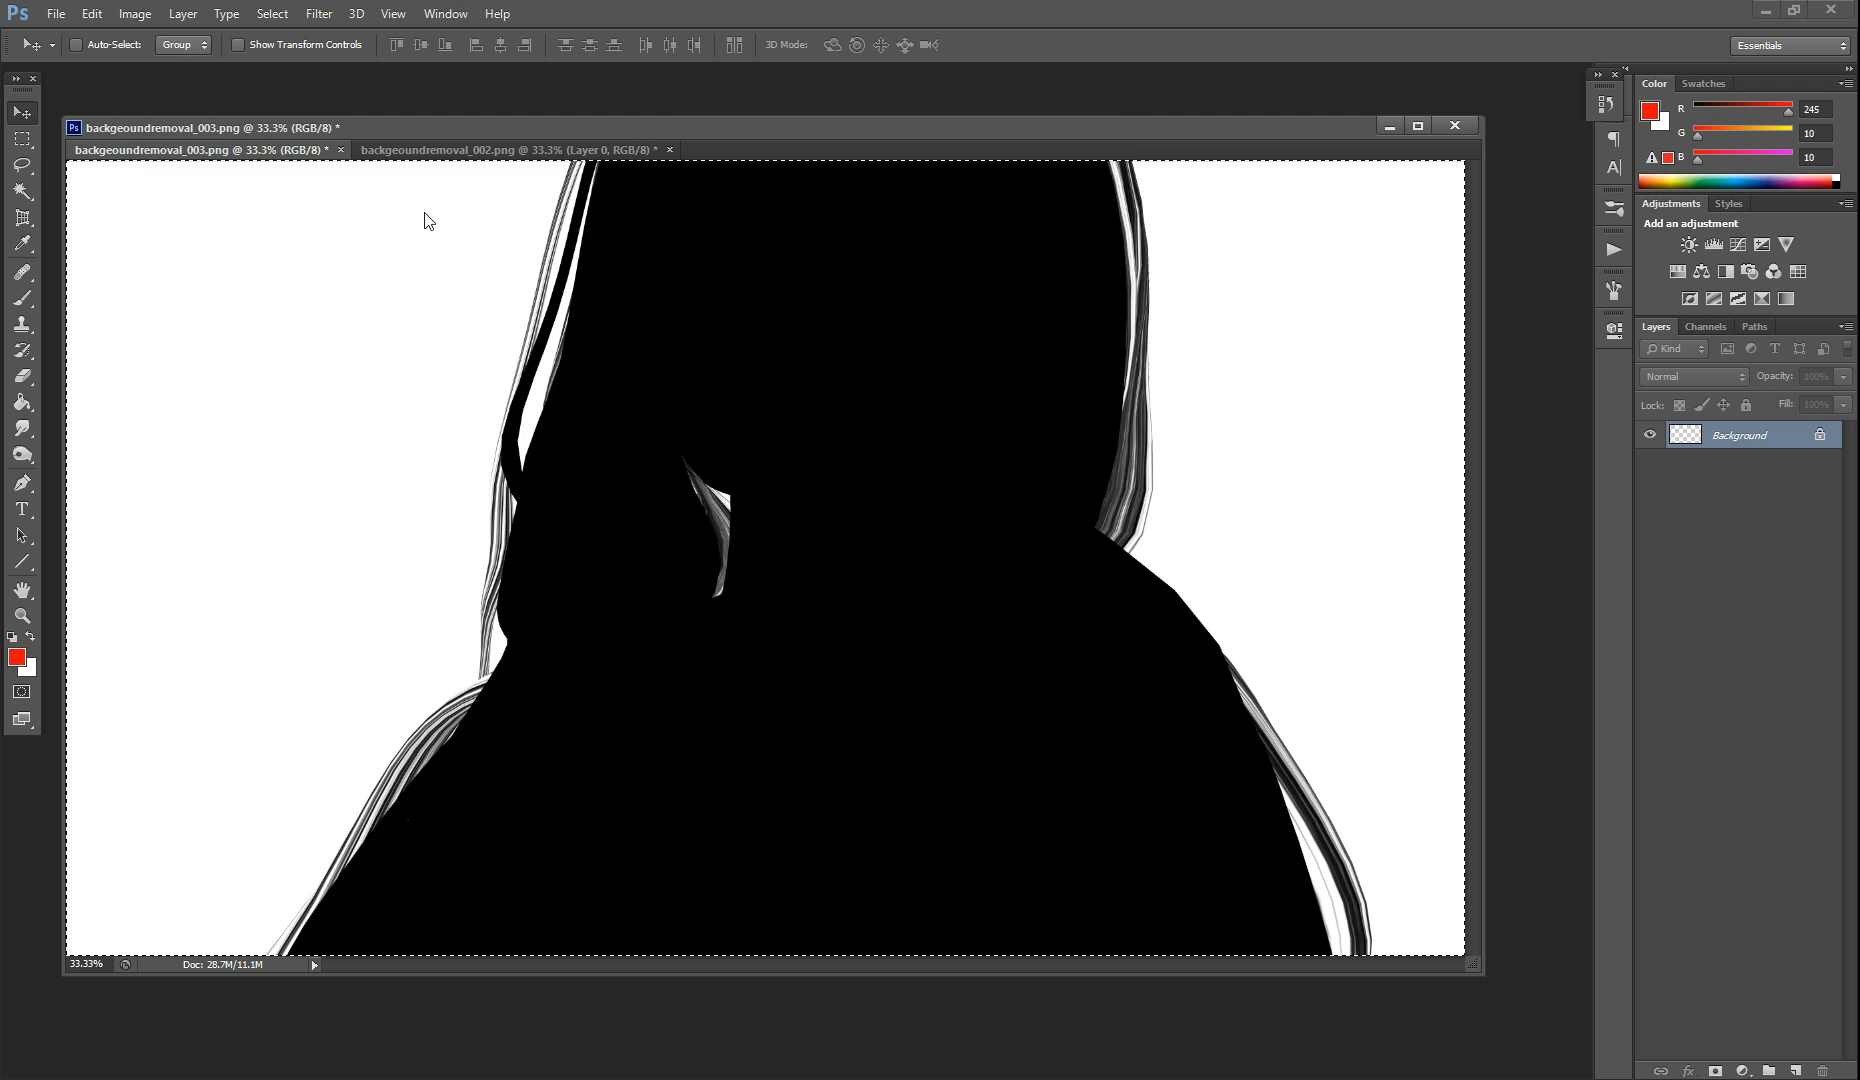 Ps File Edit Image Layer Type Select Filter 3D View Window Help
Auto-Select: Group Show Transform Controls 3D Mode: Essentials
Ps backgeoundremoval_003.png @ 33.3% (RGB/8) *
backgeoundremoval_003.png @ 33.3% (RGB/8) * × backgeoundremoval_002.png @ 33.3% (Layer 0, RGB/8) * ×
33.33% Doc: 28.7M/11.1M
Color Swatches
R 245
G 10
B 10
Adjustments Styles
Add an adjustment
Layers Channels Paths
Kind
Normal Opacity: 100%
Lock: Fill: 100%
Background
fx